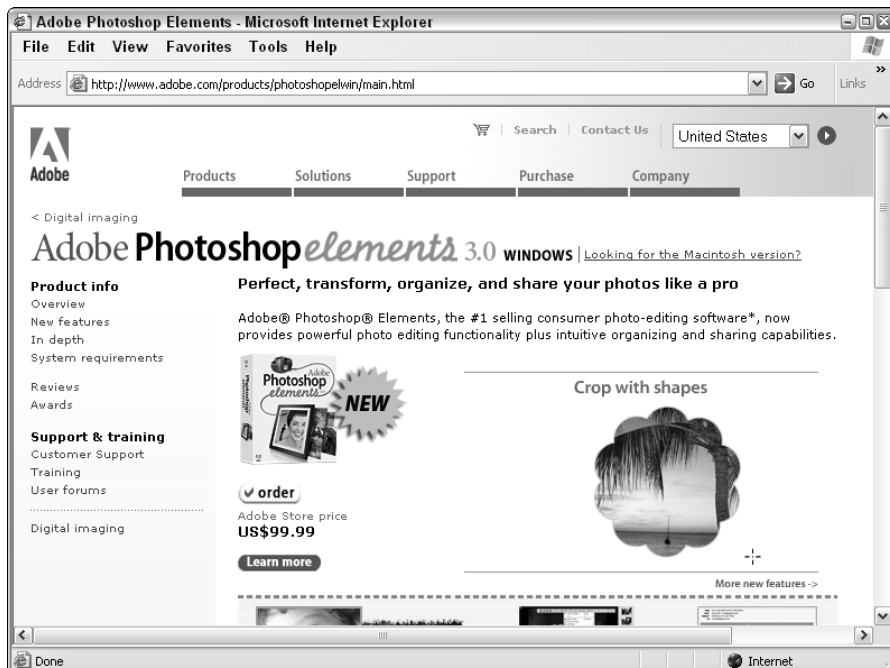 Adobe Photoshop Elements - Microsoft Internet Explorer
File Edit View Favorites Tools Help
Address http://www.adobe.com/products/photoshopelwin/main.html Go Links »
Search | Contact Us United States
Adobe
Products Solutions Support Purchase Company
< Digital imaging
Adobe Photoshop elements 3.0 WINDOWS | Looking for the Macintosh version?
Product info
Overview
New features
In depth
System requirements
Reviews
Awards
Support & training
Customer Support
Training
User forums
Digital imaging
Perfect, transform, organize, and share your photos like a pro
Adobe® Photoshop® Elements, the #1 selling consumer photo-editing software*, now
provides powerful photo editing functionality plus intuitive organizing and sharing capabilities.
Adobe
Photoshop
elements
NEW
order
Adobe Store price
US$99.99
Learn more
Crop with shapes
More new features ->
Done Internet